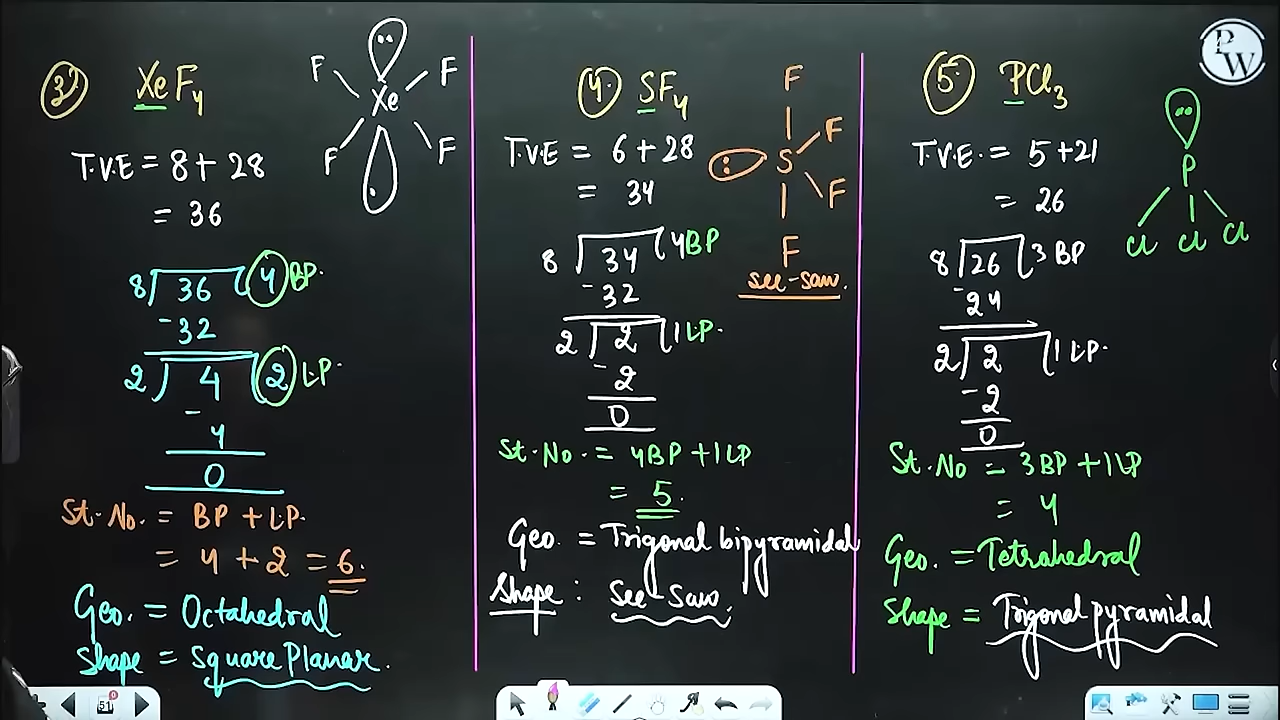 3. XeF4
F F
Xe
F F
T.V.E = 8 + 28
= 36
8 36 4 BP.
-32
2 4 2 LP.
- 4
0
St. No. = BP + LP.
= 4 + 2 = 6.
Geo. = Octahedral
Shape = Square Planar.
4. SF4
F
F
S
F
F
see-saw.
T.V.E = 6 + 28
= 34
8 34 4BP
-32
2 2 1 LP.
-2
0
St. No. = 4BP + 1LP
= 5.
Geo. = Trigonal bipyramidal
Shape : See-Saw.
5. PCl3
P
Cl Cl Cl
T.V.E. = 5 + 21
= 26
8 26 3 BP
-24
2 2 1 LP.
-2
0
St. No = 3BP + 1LP
= 4
Geo. = Tetrahedral
Shape = Trigonal pyramidal
PW
51